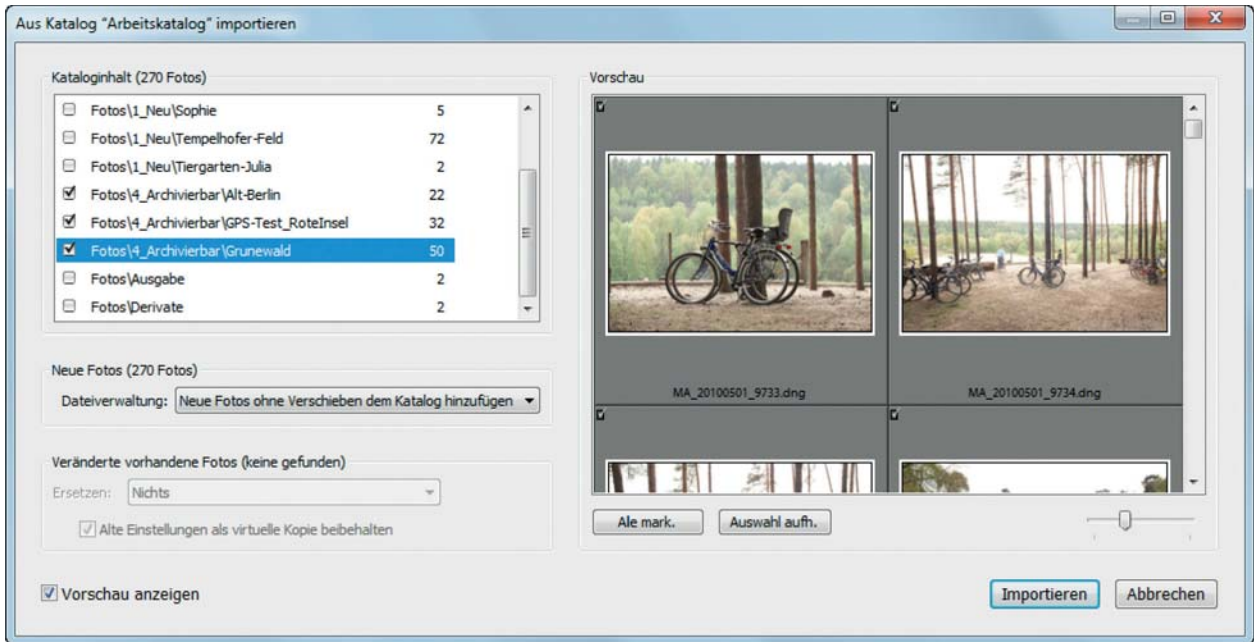 Aus Katalog "Arbeitskatalog" importieren
Kataloginhalt (270 Fotos)
Fotos\1_Neu\Sophie 5
Fotos\1_Neu\Tempelhofer-Feld 72
Fotos\1_Neu\Tiergarten-Julia 2
Fotos\4_Archivierbar\Alt-Berlin 22
Fotos\4_Archivierbar\GPS-Test_RoteInsel 32
Fotos\4_Archivierbar\Grunewald 50
Fotos\Ausgabe 2
Fotos\Derivate 2
Neue Fotos (270 Fotos)
Dateiverwaltung: Neue Fotos ohne Verschieben dem Katalog hinzufügen
Veränderte vorhandene Fotos (keine gefunden)
Ersetzen: Nichts
Alte Einstellungen als virtuelle Kopie beibehalten
Vorschau anzeigen
Vorschau
MA_20100501_9733.dng
MA_20100501_9734.dng
Ale mark.
Auswahl aufh.
Importieren
Abbrechen